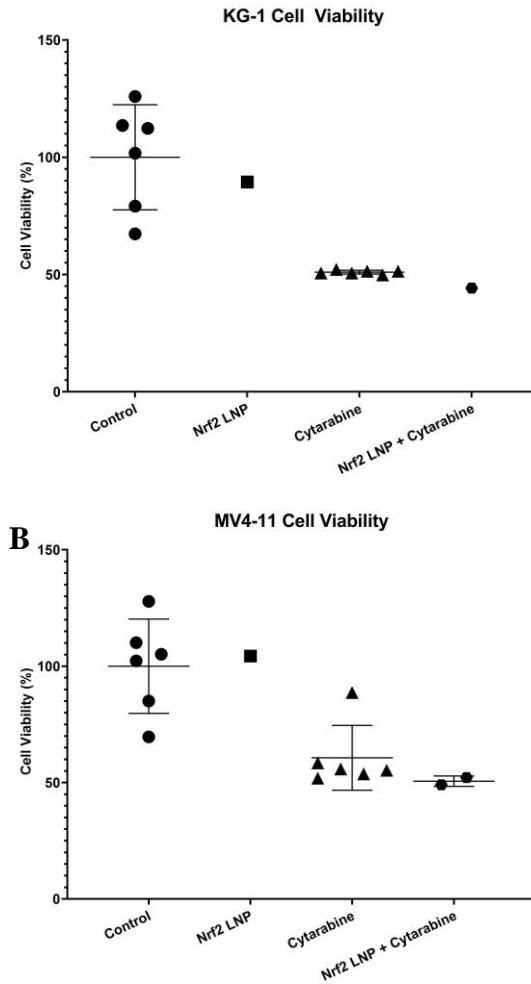 KG-1 Cell Viability
150
100
50
0
Cell Viability (%)
Control
Nrf2 LNP
Cytarabine
Nrf2 LNP + Cytarabine
B
MV4-11 Cell Viability
150
100
50
0
Cell Viability (%)
Control
Nrf2 LNP
Cytarabine
Nrf2 LNP + Cytarabine